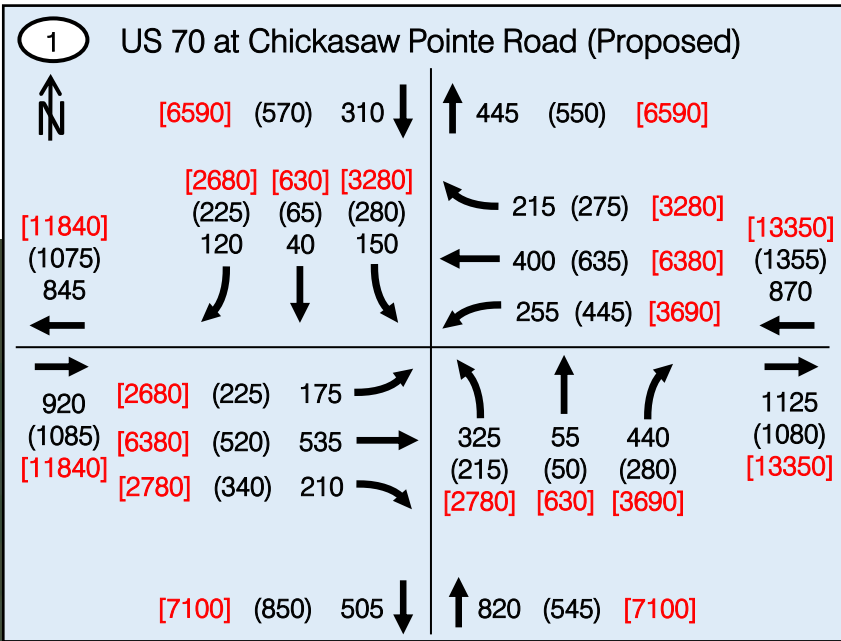 1 US 70 at Chickasaw Pointe Road (Proposed)
N
[6590] (570) 310
445 (550) [6590]
[2680] [630] [3280]
(225) (65) (280)
120 40 150
[11840]
(1075)
845
215 (275) [3280]
400 (635) [6380]
255 (445) [3690]
[13350]
(1355)
870
920
(1085)
[11840]
[2680] (225) 175
[6380] (520) 535
[2780] (340) 210
325 55 440
(215) (50) (280)
[2780] [630] [3690]
1125
(1080)
[13350]
[7100] (850) 505
820 (545) [7100]